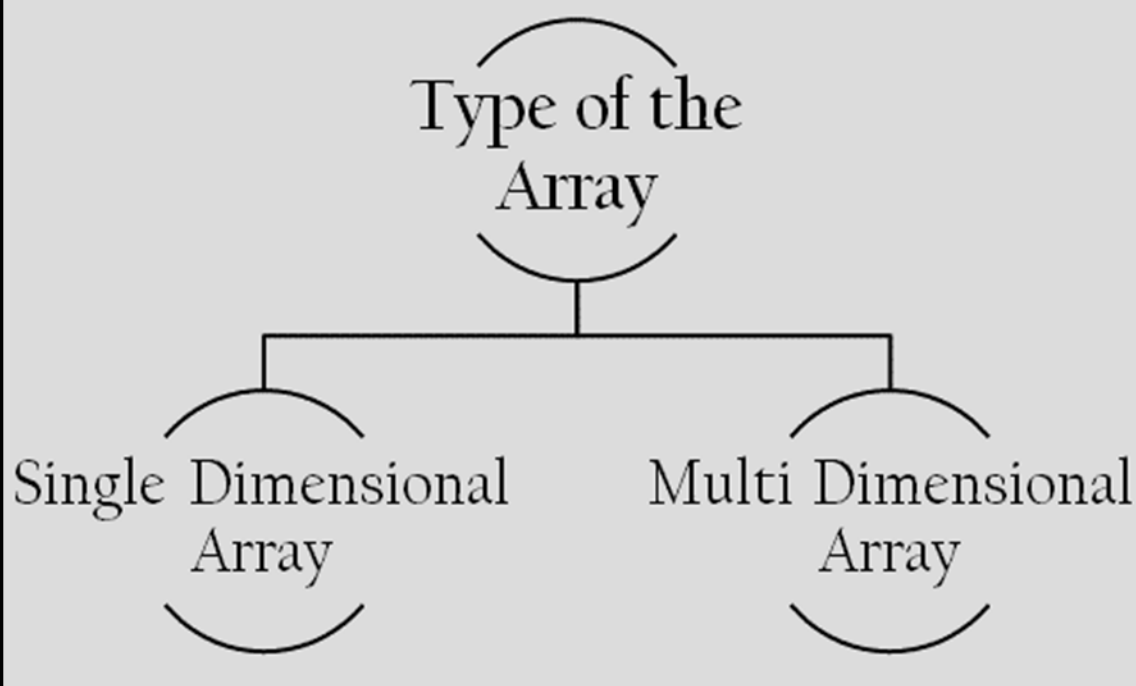 Type of the
Array
Single Dimensional
Array
Multi Dimensional
Array